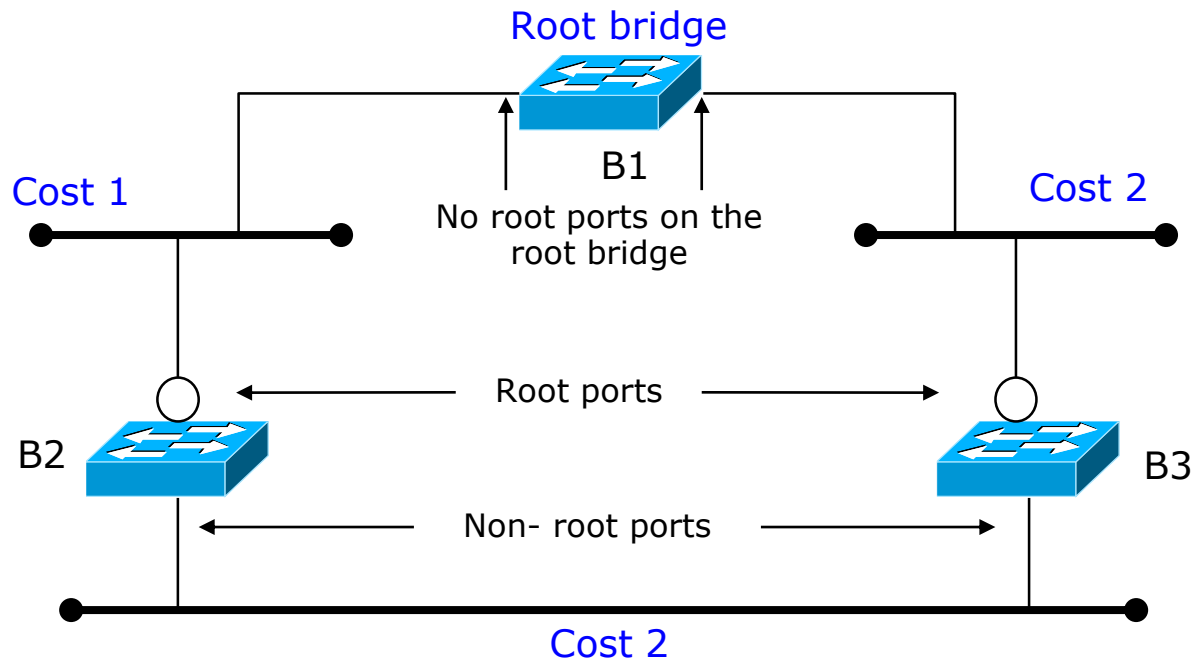 Root bridge
B1
Cost 1
Cost 2
No root ports on the
root bridge
Root ports
B2
B3
Non- root ports
Cost 2